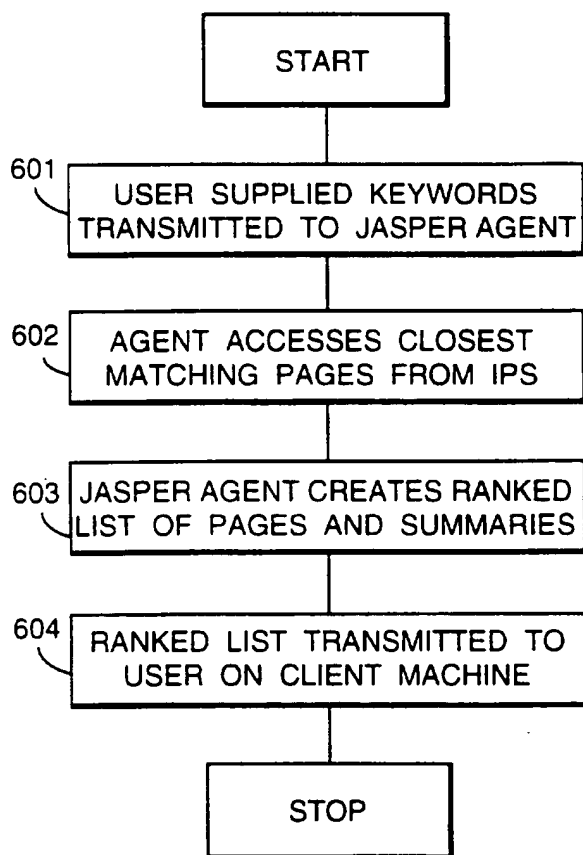 START
601
USER SUPPLIED KEYWORDS
TRANSMITTED TO JASPER AGENT
602
AGENT ACCESSES CLOSEST
MATCHING PAGES FROM IPS
603
JASPER AGENT CREATES RANKED
LIST OF PAGES AND SUMMARIES
604
RANKED LIST TRANSMITTED TO
USER ON CLIENT MACHINE
STOP